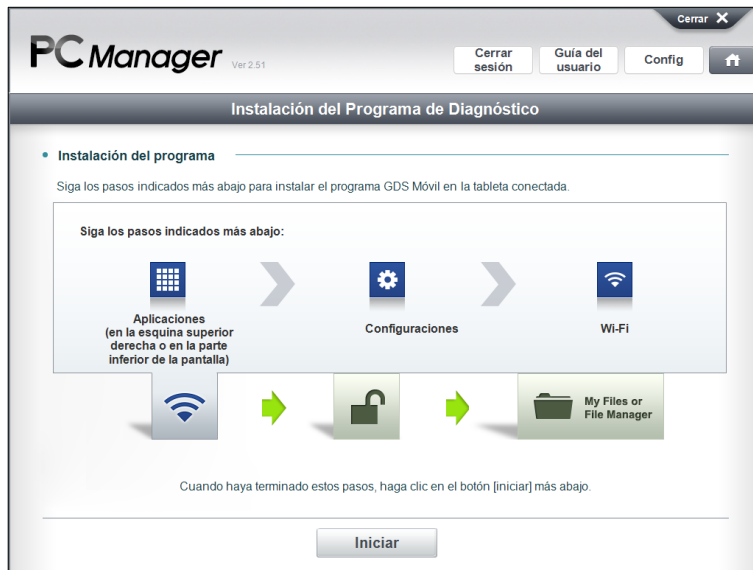 Cerrar X
PC Manager Ver 2.51
Cerrar
sesión
Guía del
usuario
Config
Instalación del Programa de Diagnóstico
Instalación del programa
Siga los pasos indicados más abajo para instalar el programa GDS Móvil en la tableta conectada.
Siga los pasos indicados más abajo:
Aplicaciones
(en la esquina superior
derecha o en la parte
inferior de la pantalla)
Configuraciones
Wi-Fi
My Files or
File Manager
Cuando haya terminado estos pasos, haga clic en el botón [iniciar] más abajo.
Iniciar